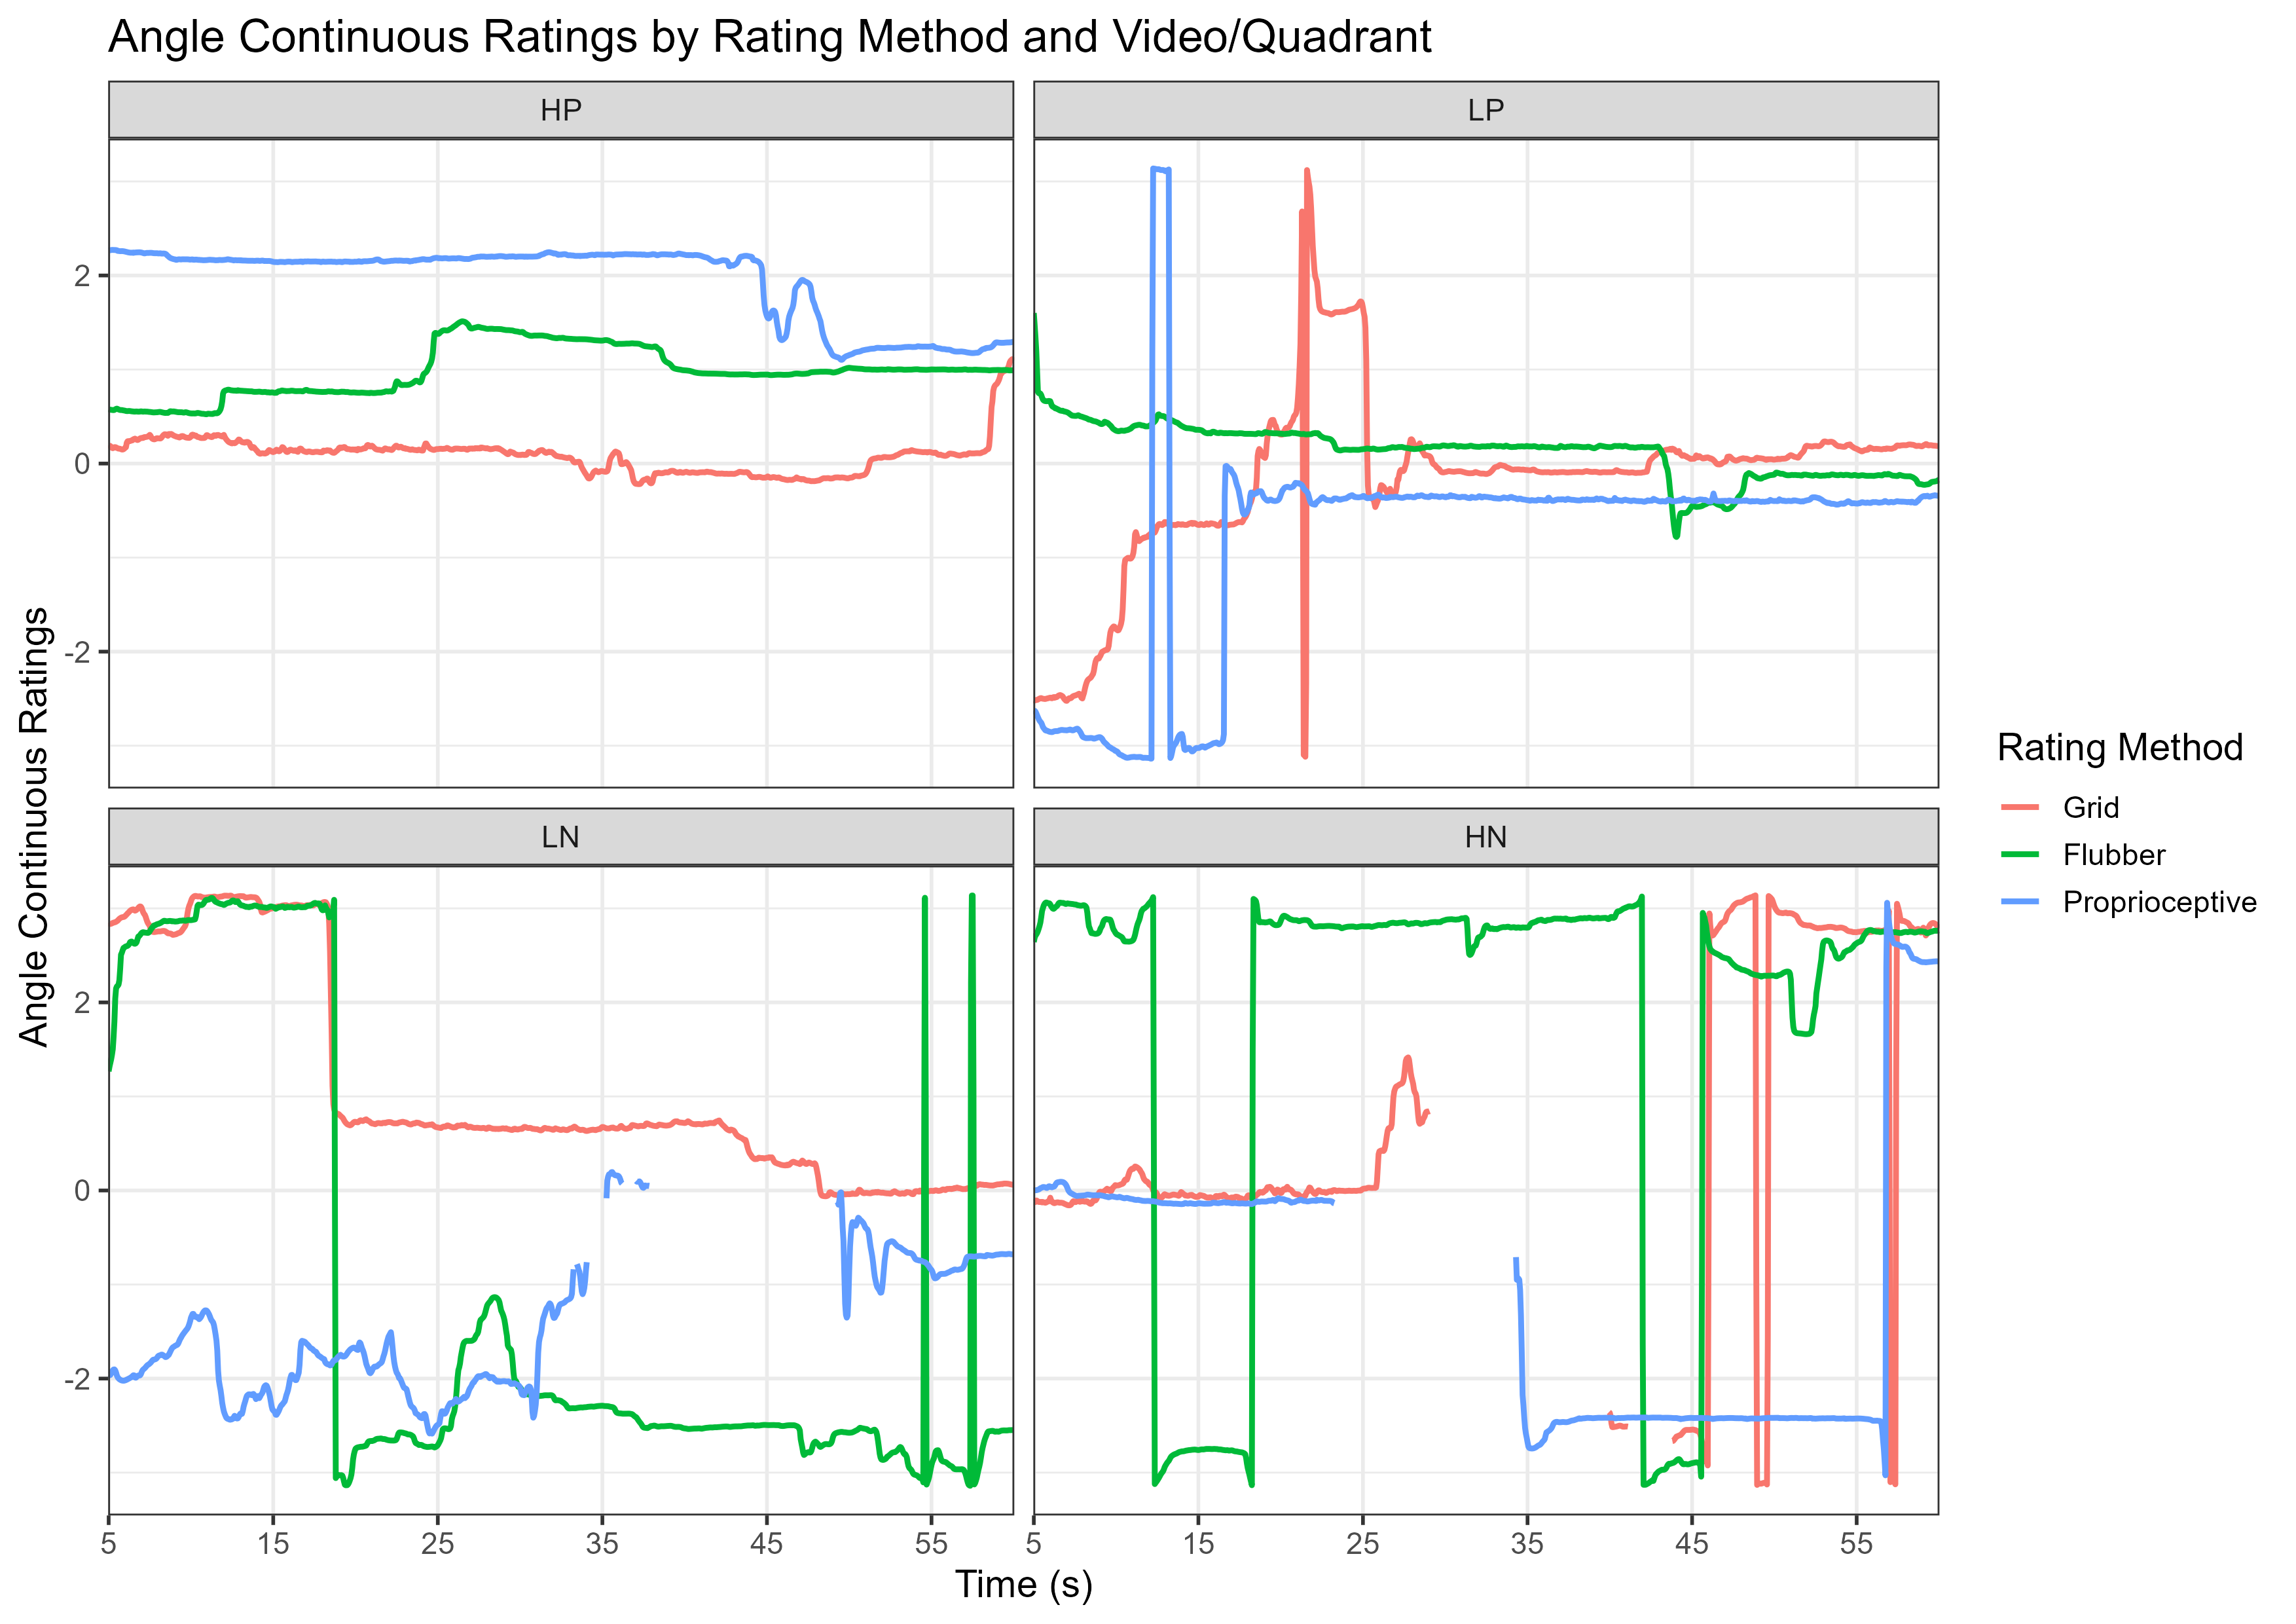 Angle Continuous Ratings by Rating Method and Video/Quadrant
HP
LP
2
0
-2
LN
HN
2
0
-2
5 15 25 35 45 55
5 15 25 35 45 55
Time (s)
Angle Continuous Ratings
Rating Method
Grid
Flubber
Proprioceptive